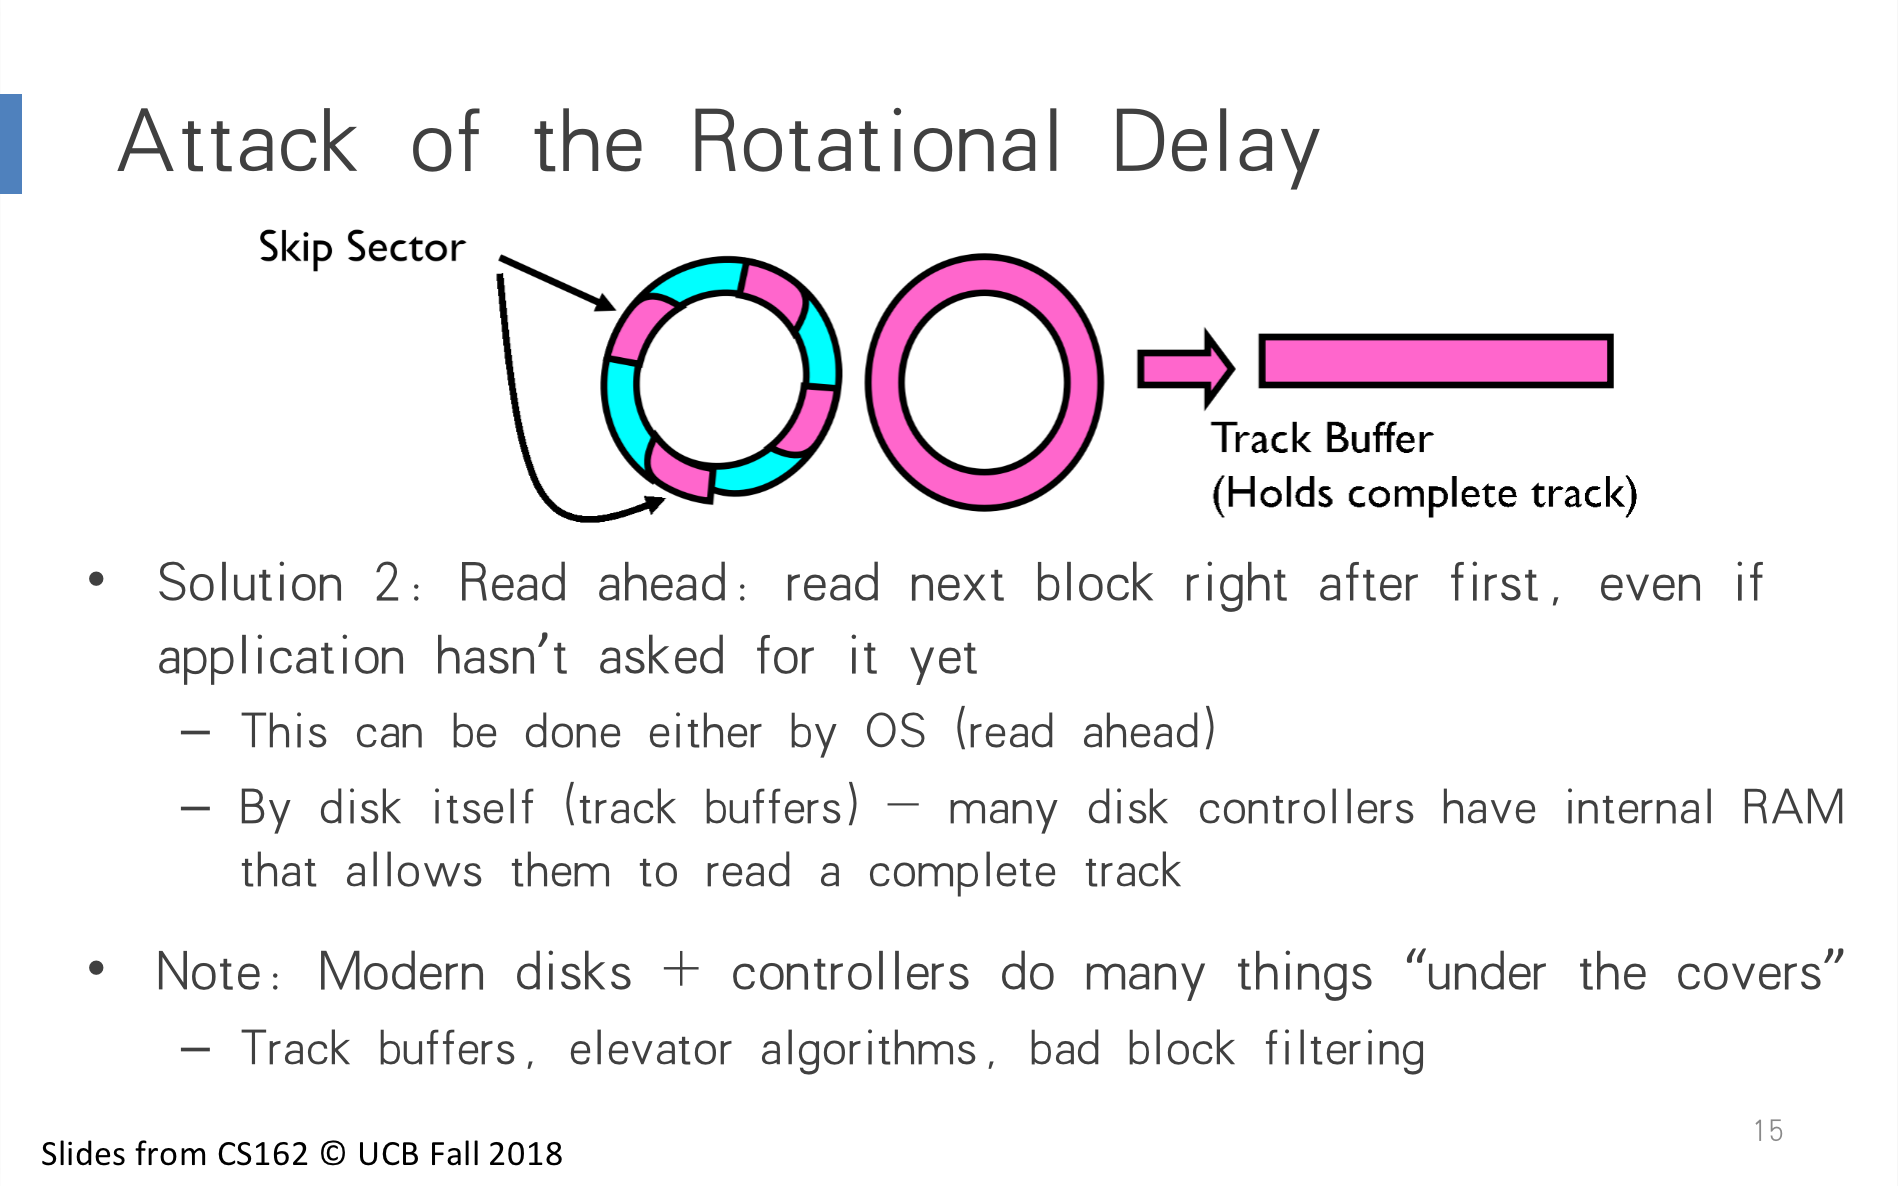 Attack of the Rotational Delay
Skip Sector
Track Buffer
(Holds complete track)
• Solution 2: Read ahead: read next block right after first, even if
application hasn’t asked for it yet
– This can be done either by OS (read ahead)
– By disk itself (track buffers) – many disk controllers have internal RAM
that allows them to read a complete track
• Note: Modern disks + controllers do many things “under the covers”
– Track buffers, elevator algorithms, bad block filtering
15
Slides from CS162 © UCB Fall 2018